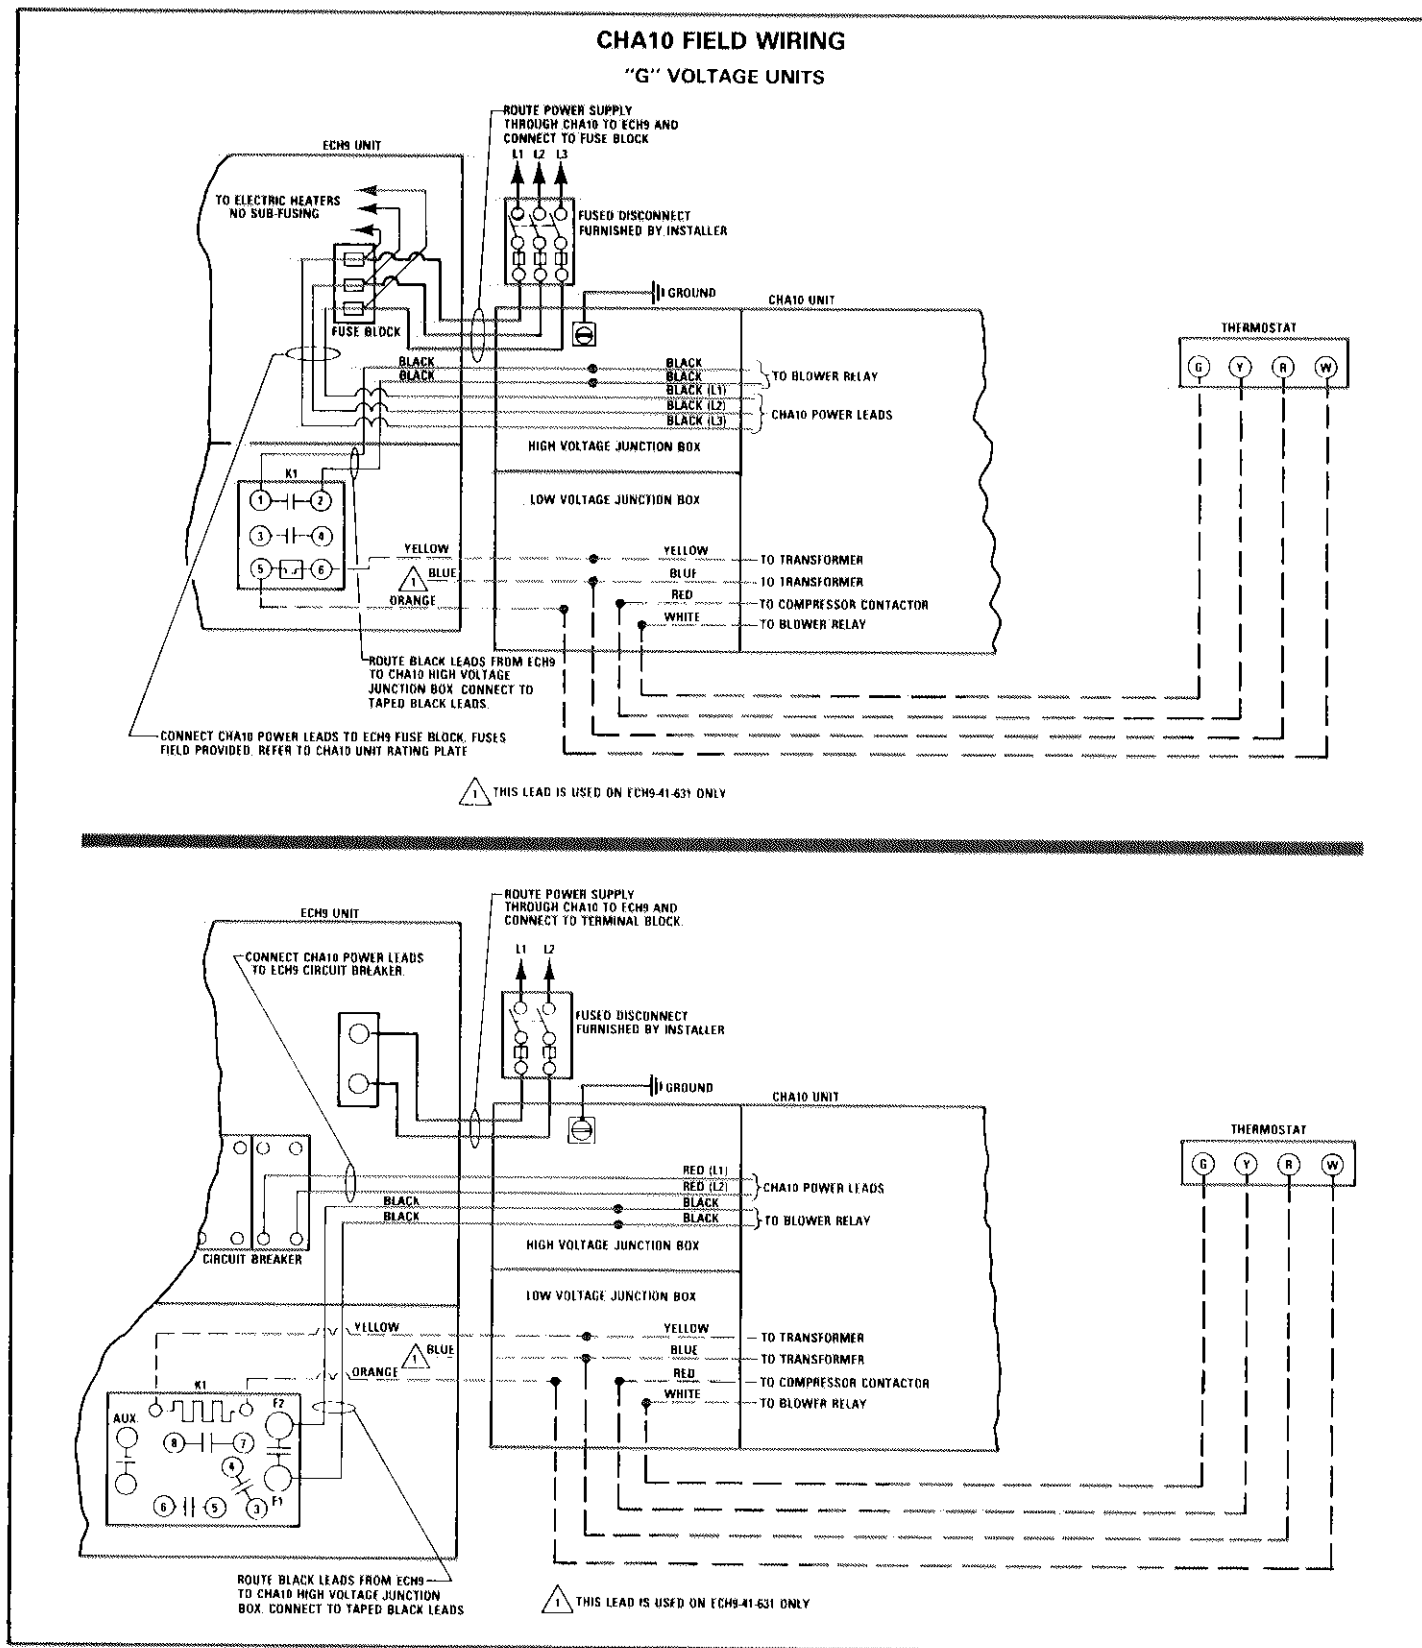 CHA10 FIELD WIRING
"G" VOLTAGE UNITS
ROUTE POWER SUPPLY
THROUGH CHA10 TO ECH9 AND
CONNECT TO FUSE BLOCK
ECH9 UNIT
L1 L2 L3
TO ELECTRIC HEATERS
NO SUB-FUSING
FUSED DISCONNECT
FURNISHED BY INSTALLER
GROUND
CHA10 UNIT
FUSE BLOCK
THERMOSTAT
G Y R W
BLACK
BLACK
BLACK
BLACK
TO BLOWER RELAY
BLACK (L1)
BLACK (L2)
BLACK (L3)
CHA10 POWER LEADS
HIGH VOLTAGE JUNCTION BOX
K1
1 2
3 4
5 6
LOW VOLTAGE JUNCTION BOX
YELLOW
YELLOW
TO TRANSFORMER
1 BLUE
BLUE
TO TRANSFORMER
ORANGE
RED
TO COMPRESSOR CONTACTOR
WHITE
TO BLOWER RELAY
ROUTE BLACK LEADS FROM ECH9
TO CHA10 HIGH VOLTAGE
JUNCTION BOX. CONNECT TO
TAPED BLACK LEADS.
CONNECT CHA10 POWER LEADS TO ECH9 FUSE BLOCK. FUSES
FIELD PROVIDED. REFER TO CHA10 UNIT RATING PLATE
1 THIS LEAD IS USED ON ECH9-41-631 ONLY
ROUTE POWER SUPPLY
THROUGH CHA10 TO ECH9 AND
CONNECT TO TERMINAL BLOCK.
ECH9 UNIT
L1 L2
CONNECT CHA10 POWER LEADS
TO ECH9 CIRCUIT BREAKER.
FUSED DISCONNECT
FURNISHED BY INSTALLER
GROUND
CHA10 UNIT
THERMOSTAT
G Y R W
RED (L1)
RED (L2)
CHA10 POWER LEADS
BLACK
BLACK
BLACK
BLACK
TO BLOWER RELAY
CIRCUIT BREAKER
HIGH VOLTAGE JUNCTION BOX
LOW VOLTAGE JUNCTION BOX
YELLOW
YELLOW
TO TRANSFORMER
1 BLUE
BLUE
TO TRANSFORMER
ORANGE
RED
TO COMPRESSOR CONTACTOR
WHITE
TO BLOWER RELAY
K1
AUX.
F2
8 7
4
6 5 3
F1
ROUTE BLACK LEADS FROM ECH9
TO CHA10 HIGH VOLTAGE JUNCTION
BOX. CONNECT TO TAPED BLACK LEADS
1 THIS LEAD IS USED ON ECH9-41-631 ONLY